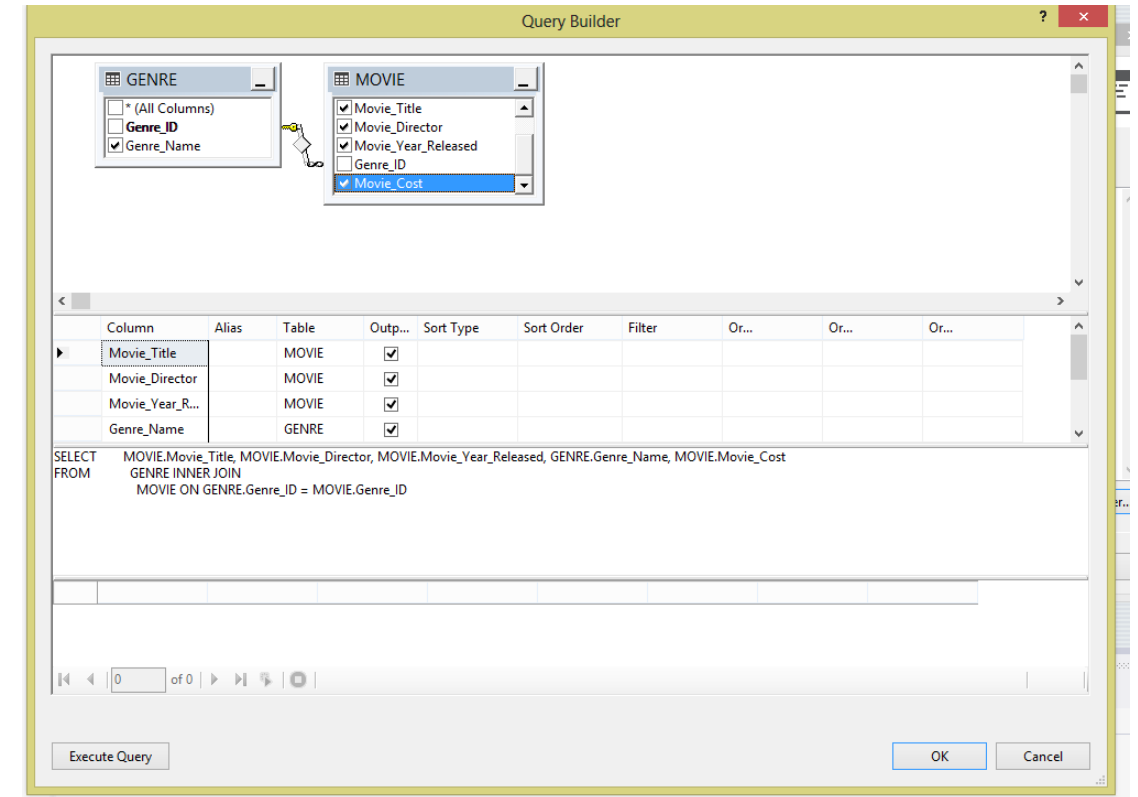 Query Builder
?
GENRE
* (All Columns)
Genre_ID
Genre_Name
MOVIE
Movie_Title
Movie_Director
Movie_Year_Released
Genre_ID
Movie_Cost
Column Alias Table Outp... Sort Type Sort Order Filter Or... Or... Or...
Movie_Title MOVIE
Movie_Director MOVIE
Movie_Year_R... MOVIE
Genre_Name GENRE
SELECT MOVIE.Movie_Title, MOVIE.Movie_Director, MOVIE.Movie_Year_Released, GENRE.Genre_Name, MOVIE.Movie_Cost
FROM GENRE INNER JOIN
MOVIE ON GENRE.Genre_ID = MOVIE.Genre_ID
er..
0 of 0
Execute Query OK Cancel